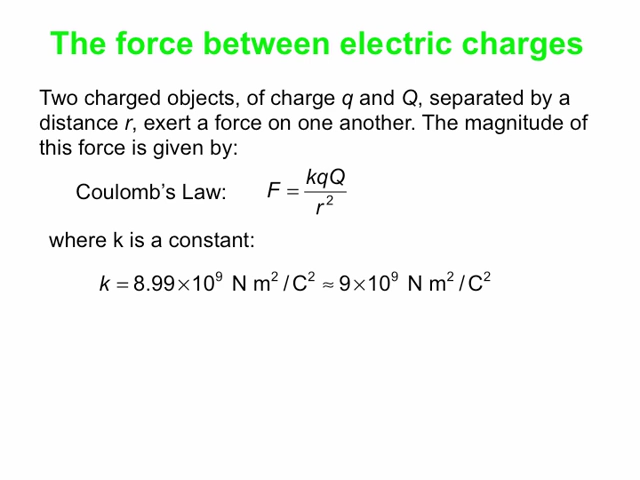 The force between electric charges
Two charged objects, of charge q and Q, separated by a
distance r, exert a force on one another. The magnitude of
this force is given by:
Coulomb's Law: F = kqQ / r²
where k is a constant:
k = 8.99×10⁹ N m² / C² ≈ 9×10⁹ N m² / C²